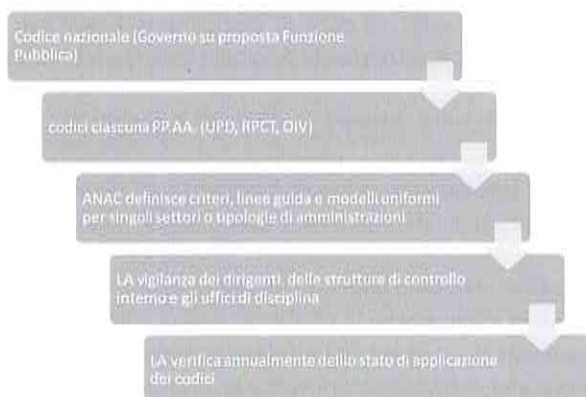 Codice nazionale (Governo su proposta Funzione
Pubblica)
codici ciascuna PP.AA. (UPD, RPCT, OIV)
ANAC definisce criteri, linee guida e modelli uniformi
per singoli settori o tipologie di amministrazioni
LA vigilanza dei dirigenti, delle strutture di controllo
interno e gli uffici di disciplina
LA verifica annualmente dello stato di applicazione
dei codici